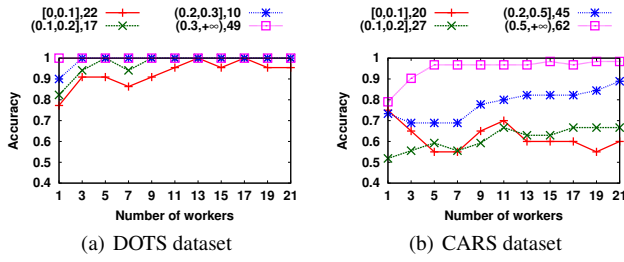 [0,0.1],22 (0.2,0.3],10
(0.1,0.2],17 (0.3,+∞),49
Accuracy
1
0.9
0.8
0.7
0.6
0.5
0.4
1 3 5 7 9 11 13 15 17 19 21
Number of workers
(a) DOTS dataset
[0,0.1],20 (0.2,0.5],45
(0.1,0.2],27 (0.5,+∞),62
Accuracy
1
0.9
0.8
0.7
0.6
0.5
0.4
1 3 5 7 9 11 13 15 17 19 21
Number of workers
(b) CARS dataset